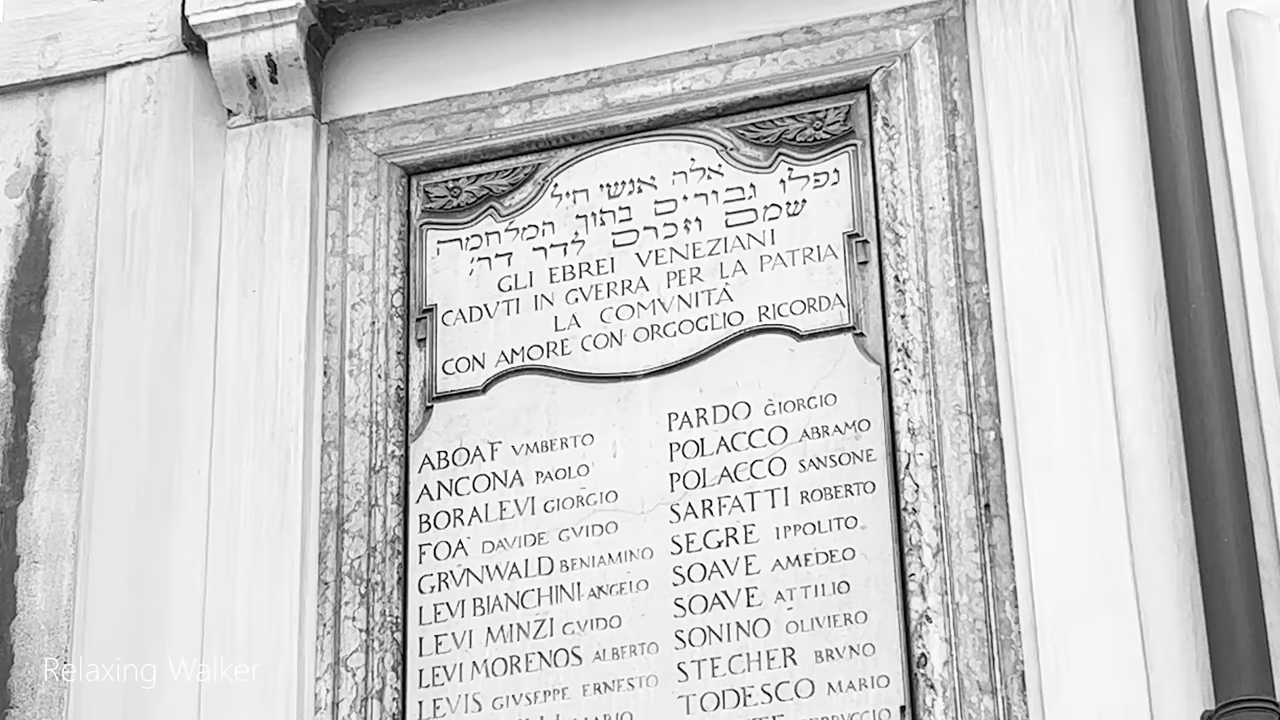 אלה אנשי חיל
נפלו גבורים בתוך המלחמה
שמם וזכרם לדר דר׃
GLI EBREI VENEZIANI
CADVTI IN GVERRA PER LA PATRIA
LA COMVNITÀ
CON AMORE CON ORGOGLIO RICORDA
ABOAF VMBERTO
ANCONA PAOLO
BORALEVI GIORGIO
FOA DAVIDE GVIDO
GRVNWALD BENIAMINO
LEVI BIANCHINI ANGELO
LEVI MINZI GVIDO
LEVI MORENOS ALBERTO
LEVIS GIVSEPPE ERNESTO
MARIO
PARDO GIORGIO
POLACCO ABRAMO
POLACCO SANSONE
SARFATTI ROBERTO
SEGRE IPPOLITO
SOAVE AMEDEO
SOAVE ATTILIO
SONINO OLIVIERO
STECHER BRVNO
TODESCO MARIO
Relaxing Walker